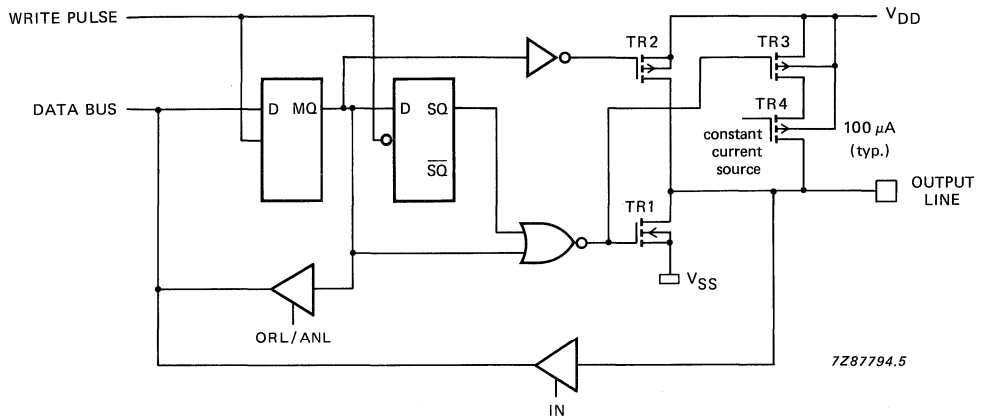 WRITE PULSE
V_DD
TR2
TR3
DATA BUS
D MQ
D SQ
S̅Q̅
TR4
constant
current
source
100 μA
(typ.)
OUTPUT
LINE
TR1
V_SS
ORL/ANL
IN
7Z87794.5